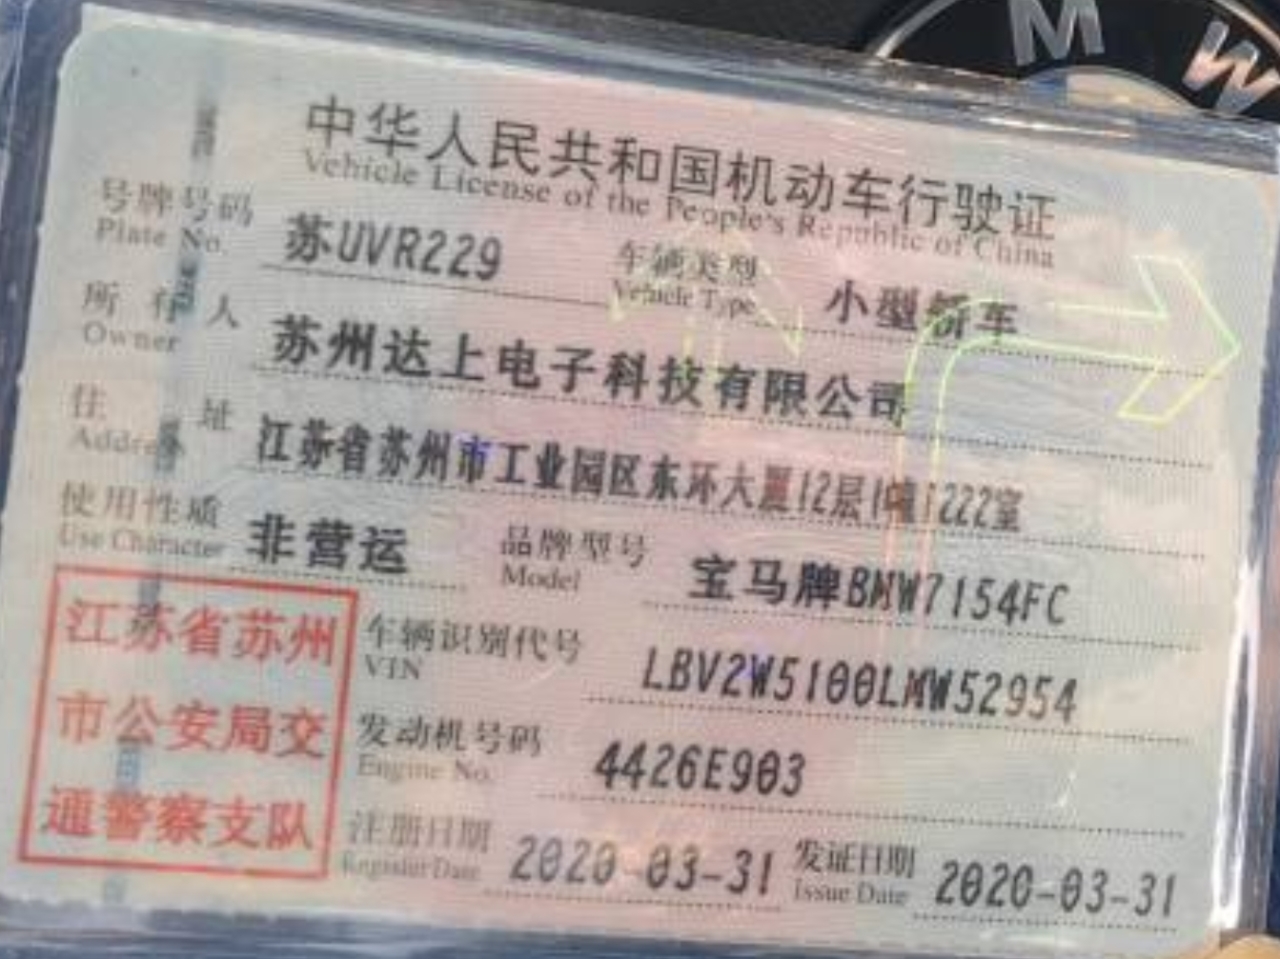 M W
中华人民共和国机动车行驶证
Vehicle License of the People's Republic of China
号牌号码 苏UVR229 车辆类型 小型轿车
Plate No. Vehicle Type
所有人 苏州达上电子科技有限公司
Owner
住址 江苏省苏州市工业园区东环大厦12层1幢1222室
Address
使用性质 非营运 品牌型号 宝马牌BMW7154FC
Use Character Model
江苏省苏州
市公安局交
通警察支队
车辆识别代号 LBV2W5100LMW52954
VIN
发动机号码 4426E903
Engine No.
注册日期 2020-03-31 发证日期 2020-03-31
Register Date Issue Date